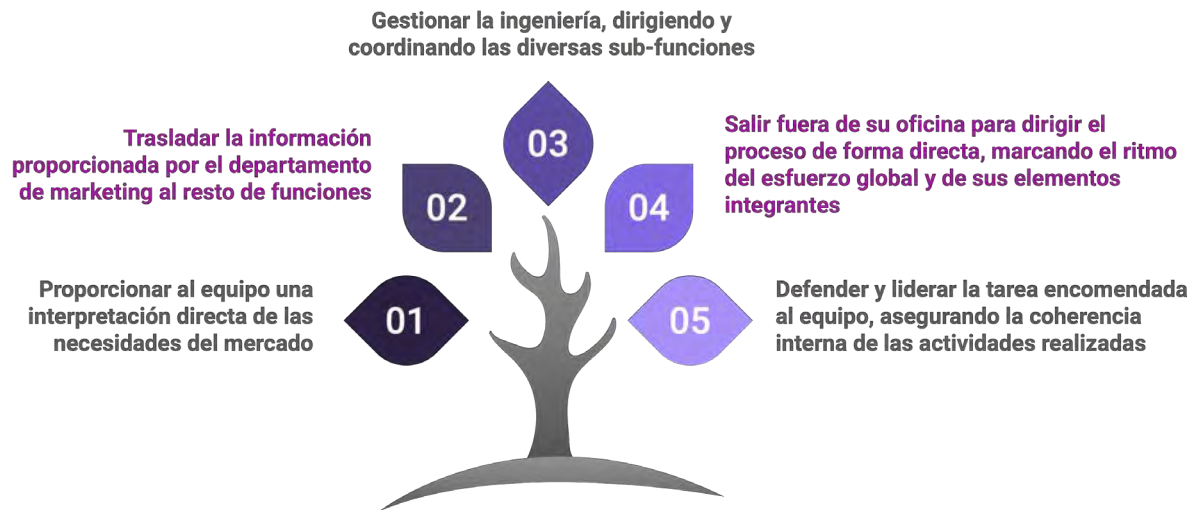 Gestionar la ingeniería, dirigiendo y
coordinando las diversas sub-funciones
03
Trasladar la información
proporcionada por el departamento
de marketing al resto de funciones
02
04
Salir fuera de su oficina para dirigir el
proceso de forma directa, marcando el ritmo
del esfuerzo global y de sus elementos
integrantes
Proporcionar al equipo una
interpretación directa de las
necesidades del mercado
01
05
Defender y liderar la tarea encomendada
al equipo, asegurando la coherencia
interna de las actividades realizadas